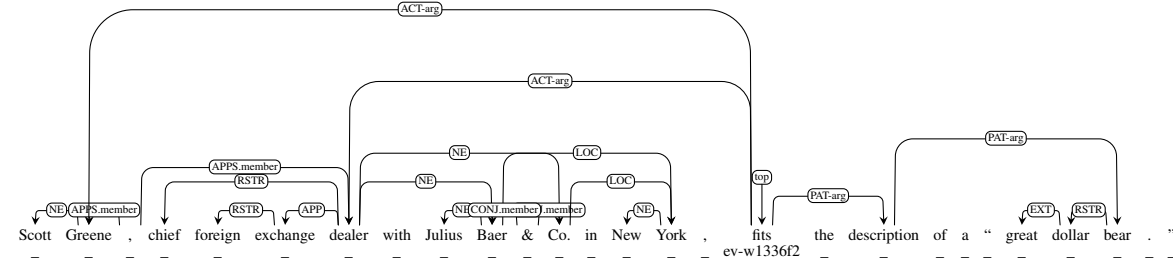 ACT-arg
ACT-arg
NE LOC PAT-arg
APPS.member
RSTR NE LOC top
PAT-arg
NE APPS.member RSTR APP NE CONJ.member .member NE EXT RSTR
Scott Greene , chief foreign exchange dealer with Julius Baer & Co. in New York , fits the description of a “ great dollar bear . ”
_ _ _ _ _ _ _ _ _ _ _ _ _ _ _ _ ev-w1336f2 _ _ _ _ _ _ _ _ _ _